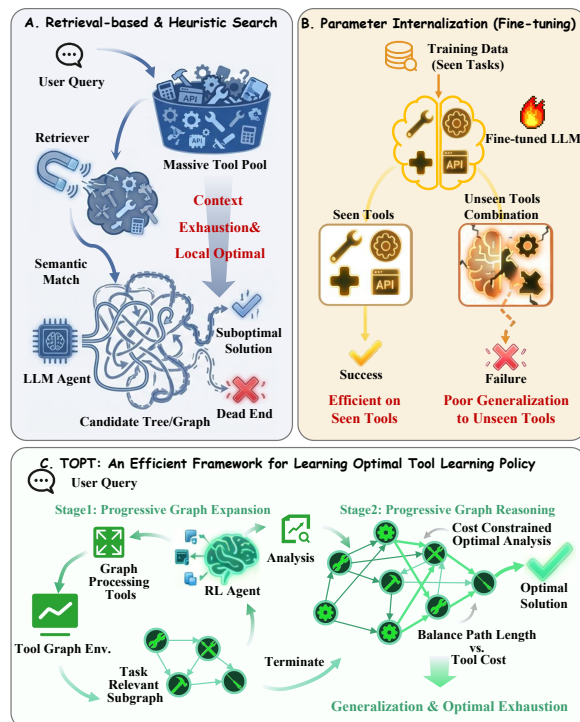 A. Retrieval-based & Heuristic Search
User Query
API
Massive Tool Pool
Retriever
API
Context
Exhaustion&
Local Optimal
Semantic
Match
LLM Agent
Suboptimal
Solution
Dead End
Candidate Tree/Graph
B. Parameter Internalization (Fine-tuning)
Training Data
(Seen Tasks)
API
Fine-tuned LLM
Seen Tools
Unseen Tools
Combination
API
Success
Failure
Efficient on
Seen Tools
Poor Generalization
to Unseen Tools
C. TOPT: An Efficient Framework for Learning Optimal Tool Learning Policy
User Query
Stage1: Progressive Graph Expansion
Stage2: Progressive Graph Reasoning
Graph
Processing
Tools
RL Agent
Analysis
Cost Constrained
Optimal Analysis
Optimal
Solution
Tool Graph Env.
Task
Relevant
Subgraph
Terminate
Balance Path Length
vs.
Tool Cost
Generalization & Optimal Exhaustion